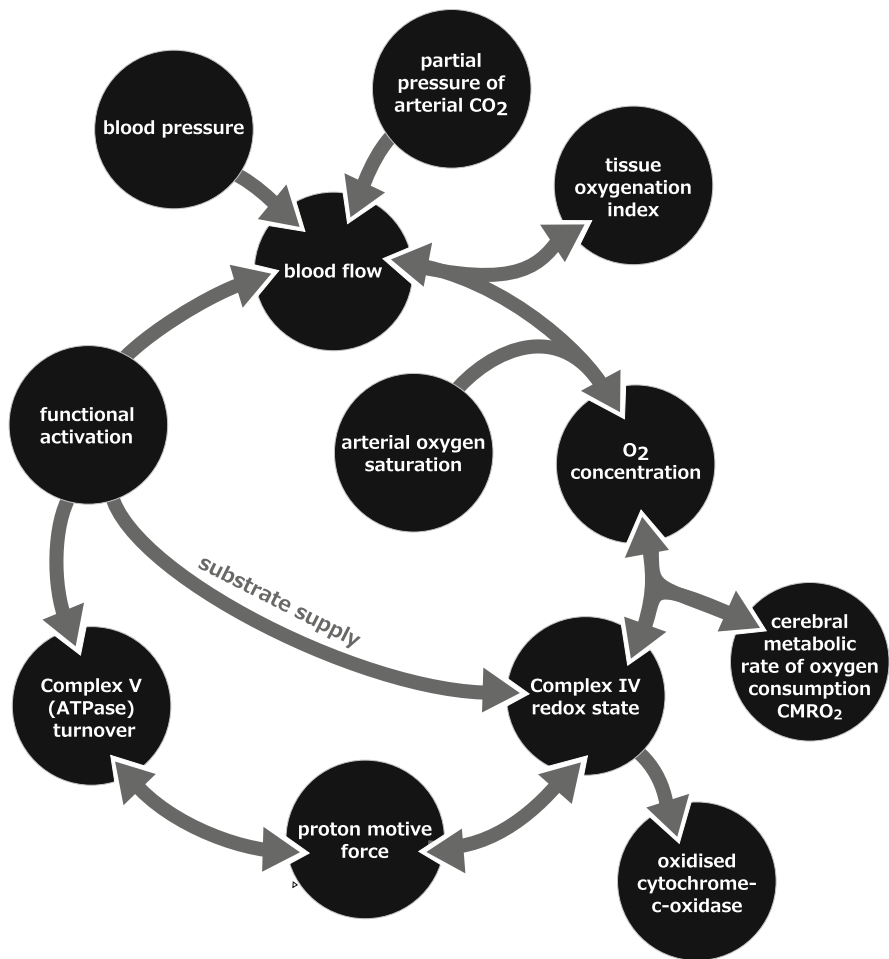 partial
pressure of
arterial CO₂
blood pressure
tissue
oxygenation
index
blood flow
functional
activation
arterial oxygen
saturation
O₂
concentration
substrate supply
cerebral
metabolic
rate of oxygen
consumption
CMRO₂
Complex V
(ATPase)
turnover
Complex IV
redox state
proton motive
force
oxidised
cytochrome-
c-oxidase